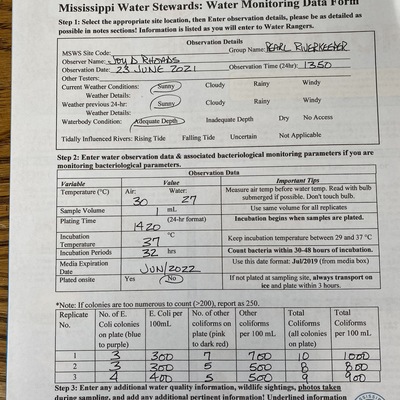 Mississippi Water Stewards: Water Monitoring Data Form
Step 1: Select the appropriate site location, then Enter observation details, please be as detailed as
possible in notes sections! Information is listed as you will enter to Water Rangers.
Observation Details
MSWS Site Code: Group Name: PEARL RIVERKEEPER
Observer Name: JOY D. RHOADS
Observation Date: 23 JUNE 2021 Observation Time (24hr): 1350
Other Testers:
Current Weather Conditions: Sunny Cloudy Rainy Windy
Weather Details:
Weather previous 24-hr: Sunny Cloudy Rainy Windy
Weather Details:
Waterbody Condition: Adequate Depth Inadequate Depth Dry No Access
Tidally Influenced Rivers: Rising Tide Falling Tide Uncertain Not Applicable
Step 2: Enter water observation data & associated bacteriological monitoring parameters if you are
monitoring bacteriological parameters.
Observation Data
Variable Value Important Tips
Temperature (°C) Air: 30 Water: 27 Measure air temp before water temp. Read with bulb
submerged if possible. Don't touch bulb.
Sample Volume 1 mL Use same volume for all replicates
Plating Time 1420 (24-hr format) Incubation begins when samples are plated.
Incubation Temperature 37 °C Keep incubation temperature between 29 and 37 °C
Incubation Periods 32 hrs Count bacteria within 30-48 hours of incubation.
Media Expiration Date JUN/2022 Use this date format: Jul/2019 (from media box)
Plated onsite Yes No If not plated at sampling site, always transport on
ice and plate within 3 hours.
*Note: If colonies are too numerous to count (>200), report as 250.
Replicate No. No. of E. Coli colonies on plate (blue to purple) E. Coli per 100mL No. of other coliform colonies on plate (pink to dark red) Other coliforms per 100 mL Total Coliforms (all colonies on plate) Total Coliforms per 100 mL
1 3 300 7 700 10 1000
2 3 300 5 500 8 800
3 4 400 5 500 9 900
Step 3: Enter any additional water quality information, wildlife sightings, photos taken
during sampling, and add any additional pertinent information! Underlined information